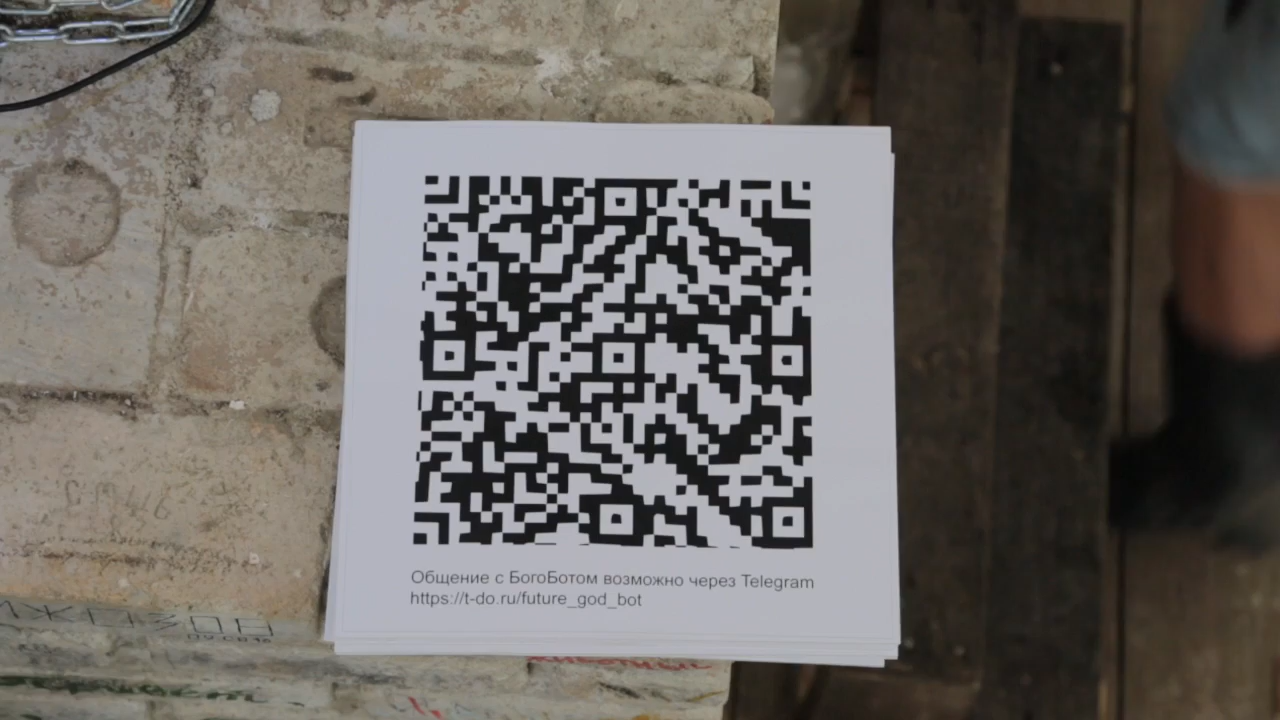 Общение с БогоБотом возможно через Telegram
https://t-do.ru/future_god_bot